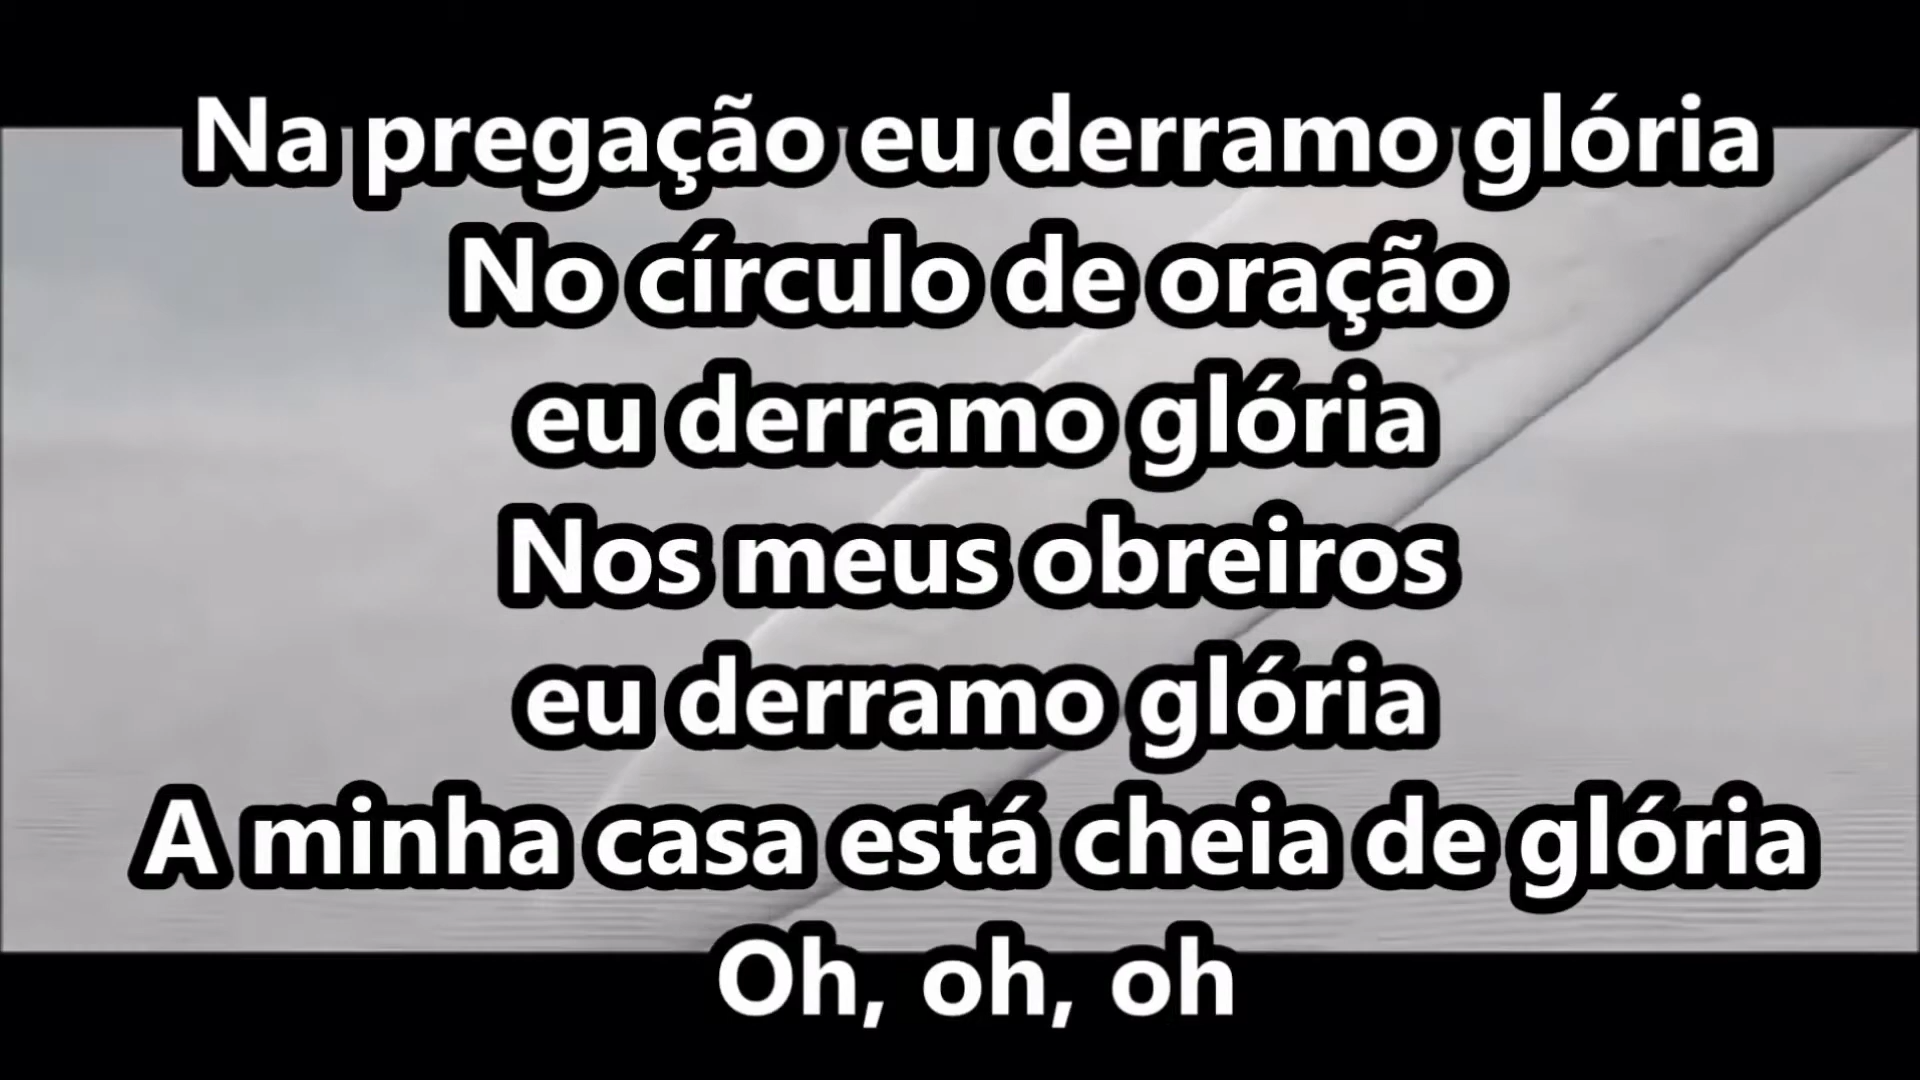 Na pregação eu derramo glória
No círculo de oração
eu derramo glória
Nos meus obreiros
eu derramo glória
A minha casa está cheia de glória
Oh, oh, oh